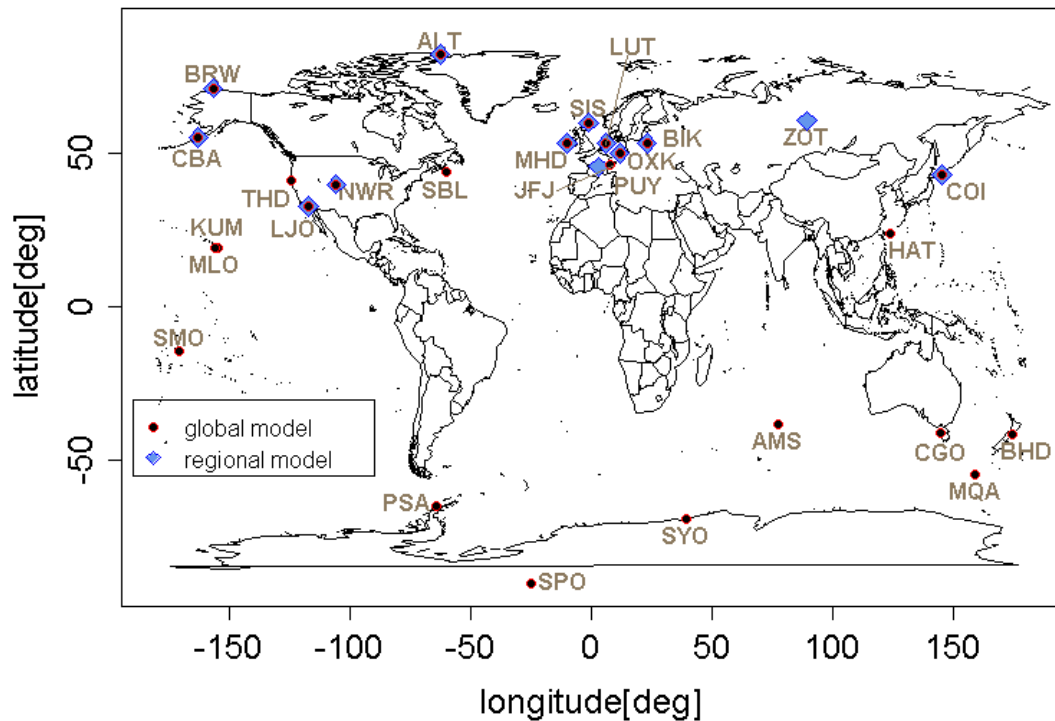 ALT
LUT
BRW
SIS
ZOT
CBA
MHD
OXK
BIK
JFJ
PUY
THD
NWR
SBL
COI
LJO
KUM
MLO
HAT
SMO
global model
regional model
AMS
CGO
BHD
MQA
PSA
SYO
SPO
50
0
-50
latitude[deg]
-150
-100
-50
0
50
100
150
longitude[deg]